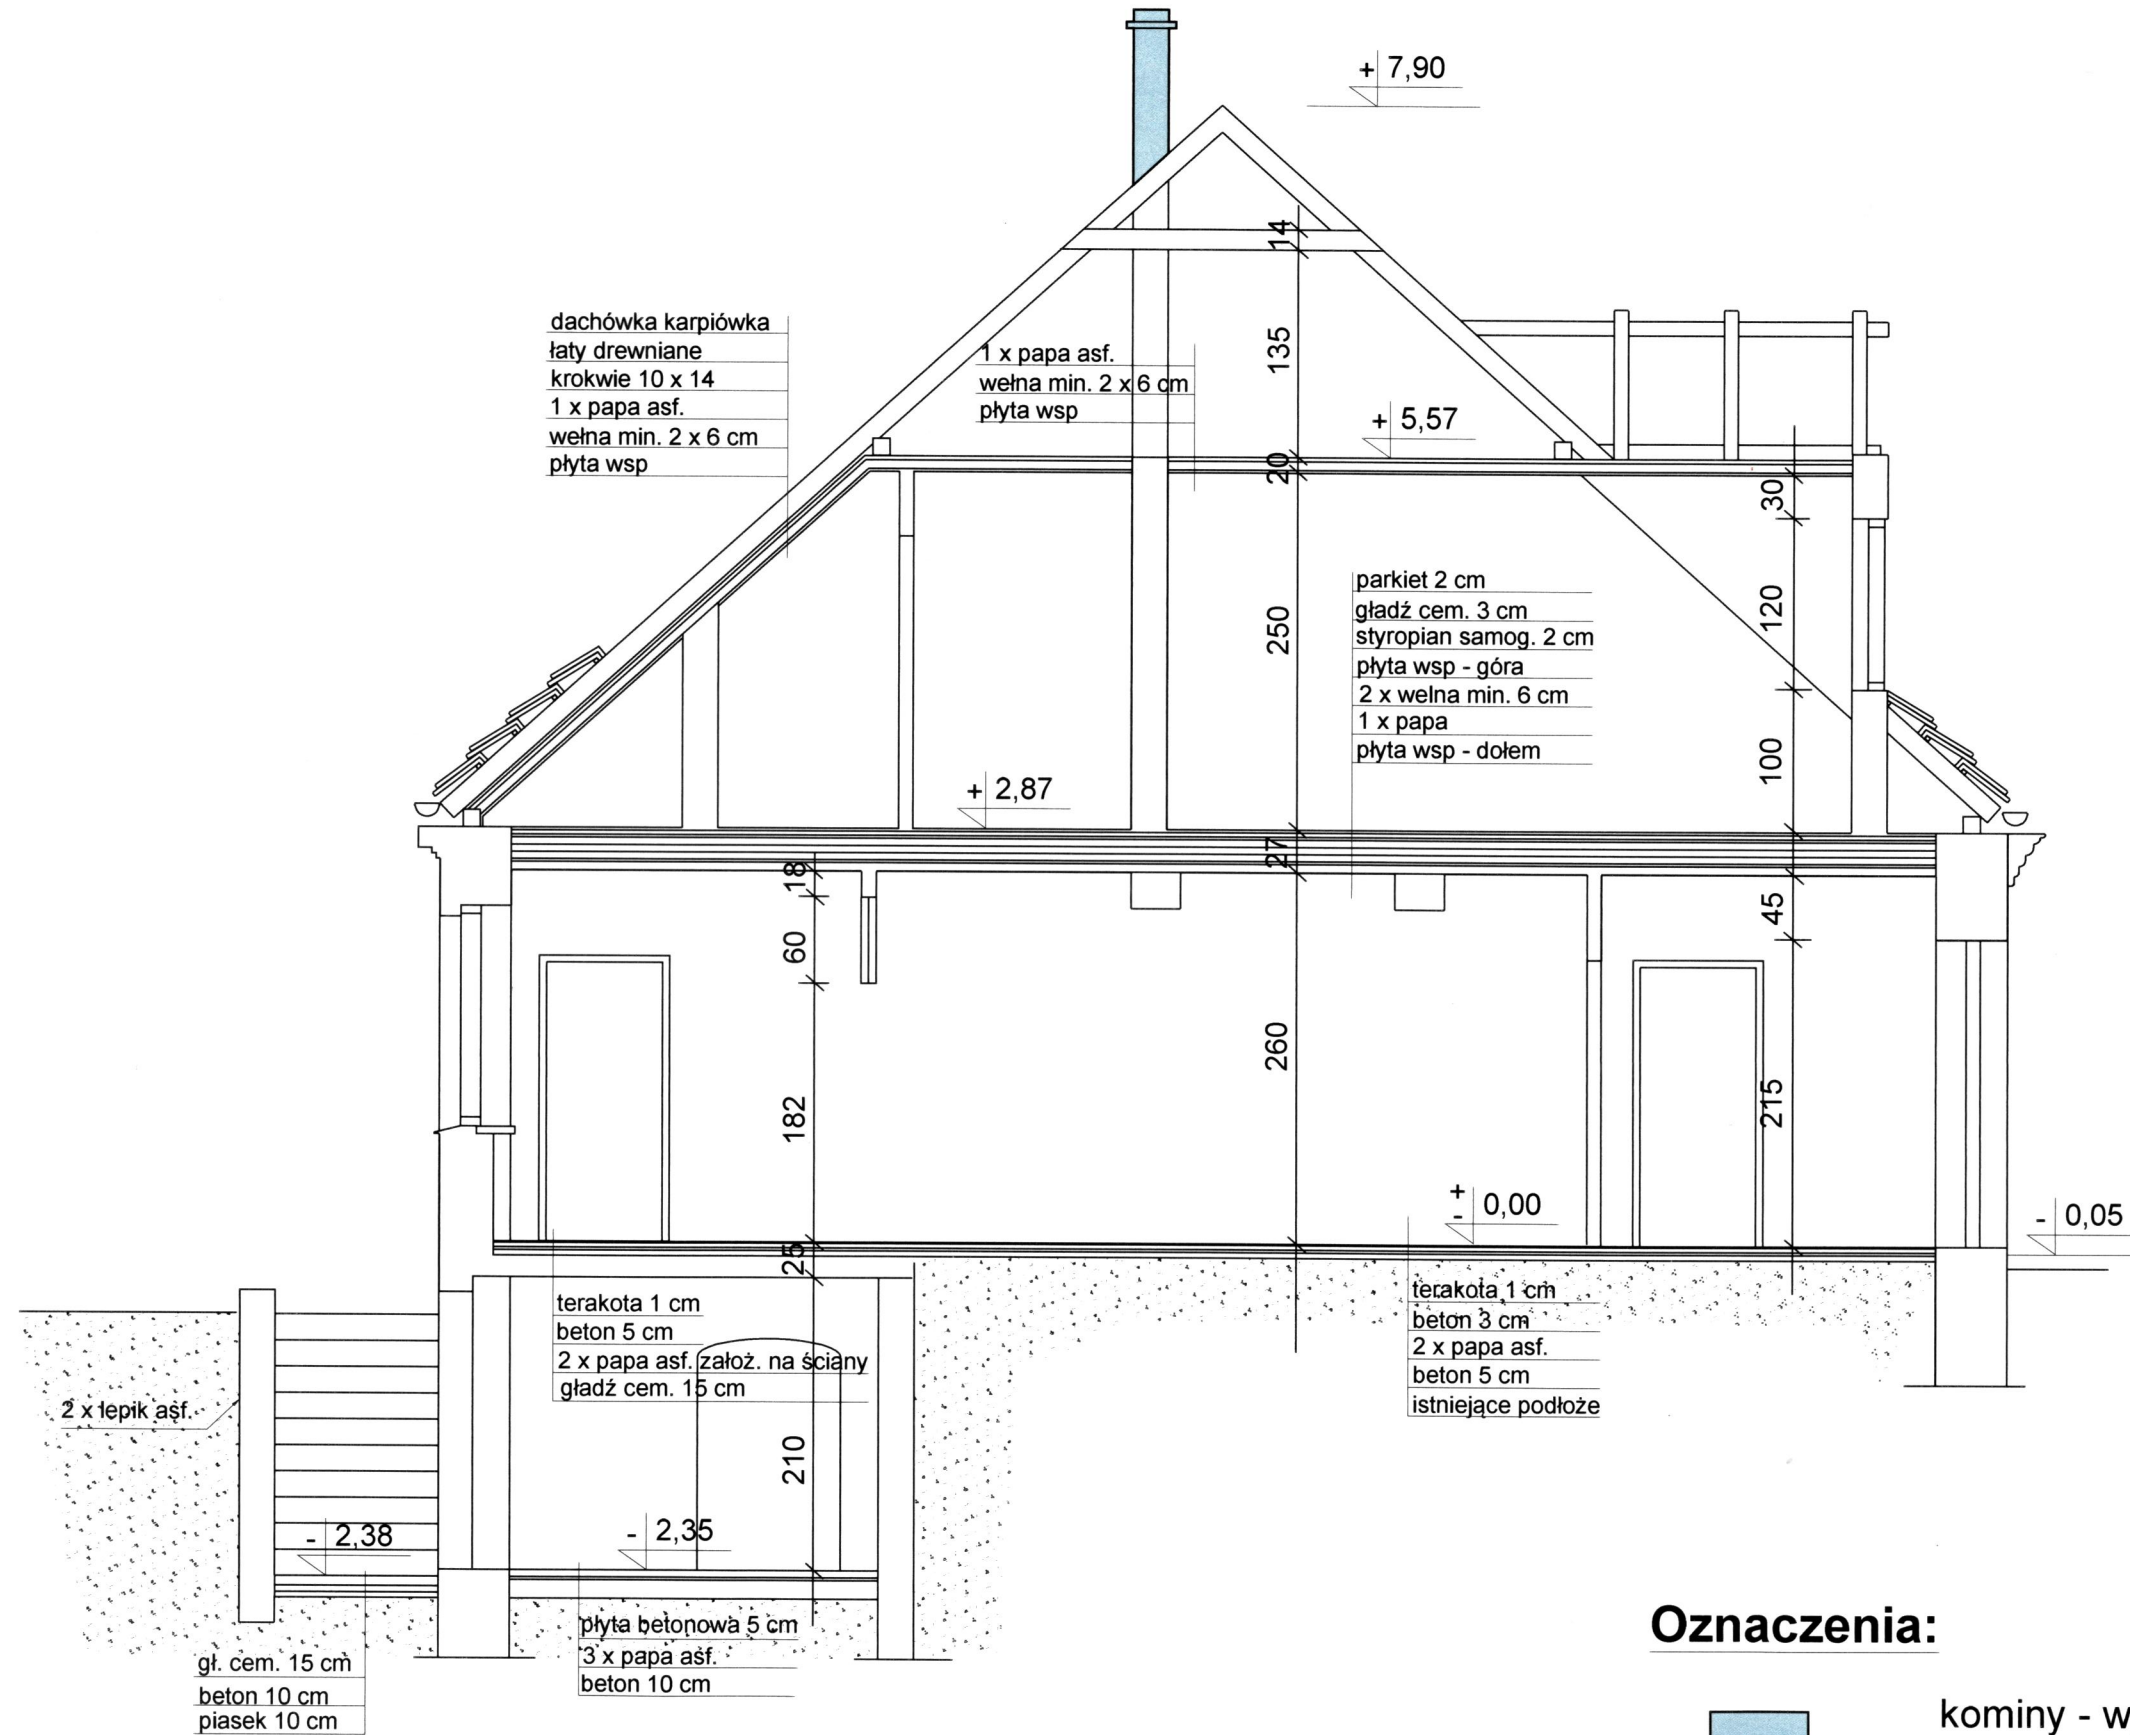 + 7,90
14
135
dachówka karpiówka
łaty drewniane
krokwie 10 x 14
1 x papa asf.
wełna min. 2 x 6 cm
płyta wsp
1 x papa asf.
wełna min. 2 x 6 cm
płyta wsp
+ 5,57
20
30
250
120
100
parkiet 2 cm
gładź cem. 3 cm
styropian samog. 2 cm
płyta wsp - góra
2 x welna min. 6 cm
1 x papa
płyta wsp - dołem
+ 2,87
27
18
60
45
260
182
215
+
- 0,00
- 0,05
25
terakota 1 cm
beton 5 cm
2 x papa asf. założ. na ściany
gładź cem. 15 cm
terakota 1 cm
beton 3 cm
2 x papa asf.
beton 5 cm
istniejące podłoże
2 x lepik asf.
210
- 2,38
- 2,35
płyta betonowa 5 cm
3 x papa asf.
beton 10 cm
gł. cem. 15 cm
beton 10 cm
piasek 10 cm
Oznaczenia:
kominy - w